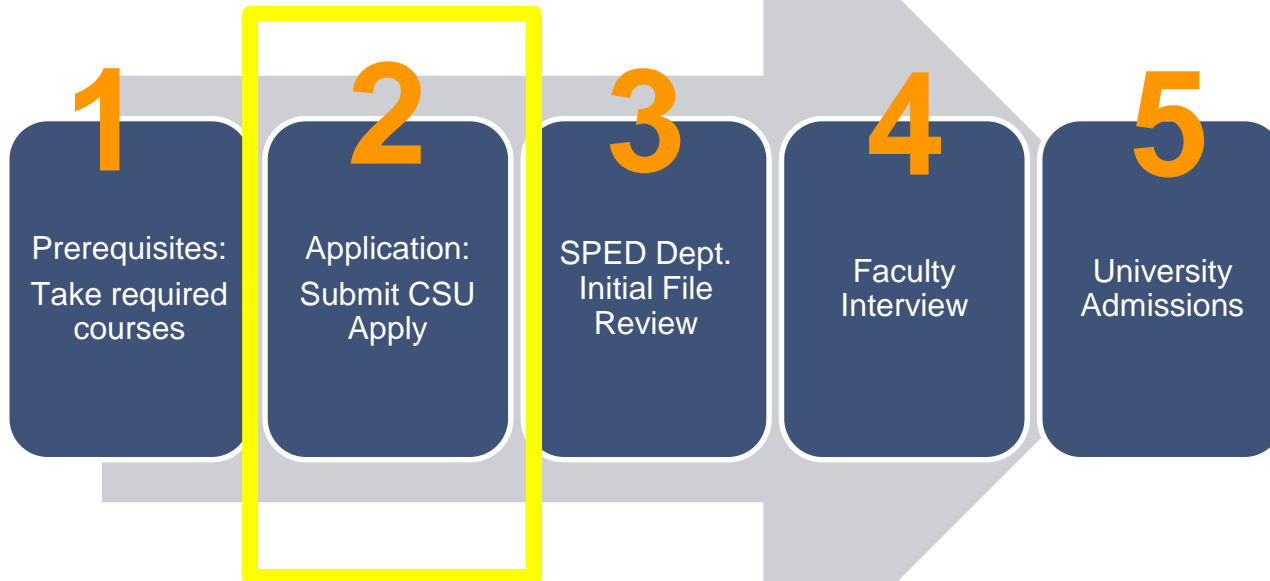 1
Prerequisites:
Take required
courses
2
Application:
Submit CSU
Apply
3
SPED Dept.
Initial File
Review
4
Faculty
Interview
5
University
Admissions